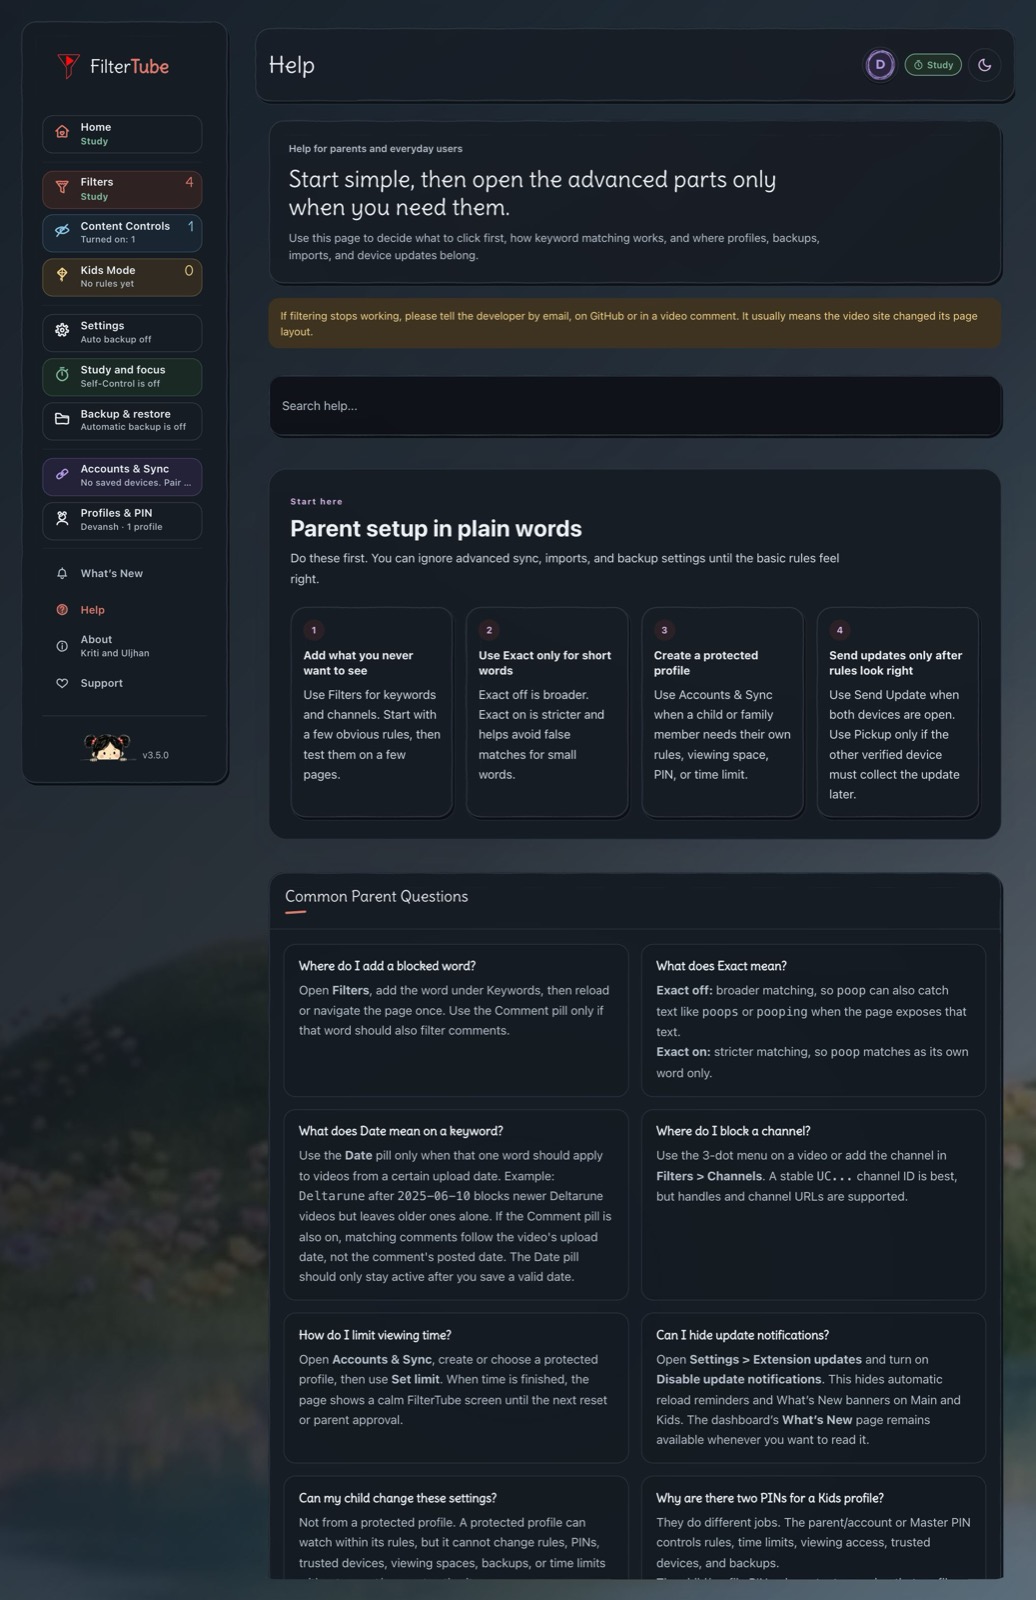 FilterTube
Home
Study
Filters
4
Study
Content Controls
1
Turned on: 1
Kids Mode
0
No rules yet
Settings
Auto backup off
Study and focus
Self-Control is off
Backup & restore
Automatic backup is off
Accounts & Sync
No saved devices. Pair ...
Profiles & PIN
Devansh · 1 profile
What's New
Help
About
Kriti and Uljhan
Support
v3.5.0
Help
D
Study
Help for parents and everyday users
Start simple, then open the advanced parts only
when you need them.
Use this page to decide what to click first, how keyword matching works, and where profiles, backups,
imports, and device updates belong.
If filtering stops working, please tell the developer by email, on GitHub or in a video comment. It usually means the video site changed its page
layout.
Search help...
Start here
Parent setup in plain words
Do these first. You can ignore advanced sync, imports, and backup settings until the basic rules feel
right.
1
Add what you never
want to see
Use Filters for keywords
and channels. Start with
a few obvious rules, then
test them on a few
pages.
2
Use Exact only for short
words
Exact off is broader.
Exact on is stricter and
helps avoid false
matches for small
words.
3
Create a protected
profile
Use Accounts & Sync
when a child or family
member needs their own
rules, viewing space,
PIN, or time limit.
4
Send updates only after
rules look right
Use Send Update when
both devices are open.
Use Pickup only if the
other verified device
must collect the update
later.
Common Parent Questions
Where do I add a blocked word?
Open Filters, add the word under Keywords, then reload
or navigate the page once. Use the Comment pill only if
that word should also filter comments.
What does Exact mean?
Exact off: broader matching, so poop can also catch
text like poops or pooping when the page exposes that
text.
Exact on: stricter matching, so poop matches as its own
word only.
What does Date mean on a keyword?
Use the Date pill only when that one word should apply
to videos from a certain upload date. Example:
Deltarune after 2025-06-10 blocks newer Deltarune
videos but leaves older ones alone. If the Comment pill is
also on, matching comments follow the video's upload
date, not the comment's posted date. The Date pill
should only stay active after you save a valid date.
Where do I block a channel?
Use the 3-dot menu on a video or add the channel in
Filters > Channels. A stable UC... channel ID is best,
but handles and channel URLs are supported.
How do I limit viewing time?
Open Accounts & Sync, create or choose a protected
profile, then use Set limit. When time is finished, the
page shows a calm FilterTube screen until the next reset
or parent approval.
Can I hide update notifications?
Open Settings > Extension updates and turn on
Disable update notifications. This hides automatic
reload reminders and What's New banners on Main and
Kids. The dashboard's What's New page remains
available whenever you want to read it.
Can my child change these settings?
Not from a protected profile. A protected profile can
watch within its rules, but it cannot change rules, PINs,
trusted devices, viewing spaces, backups, or time limits
Why are there two PINs for a Kids profile?
They do different jobs. The parent/account or Master PIN
controls rules, time limits, viewing access, trusted
devices, and backups.